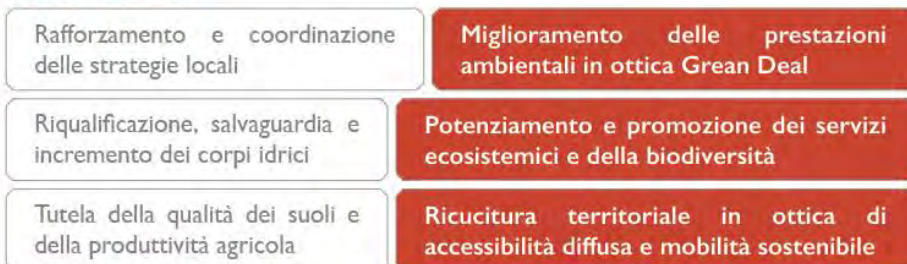 Rafforzamento e coordinazione
delle strategie locali
Miglioramento delle prestazioni
ambientali in ottica Grean Deal
Riqualificazione, salvaguardia e
incremento dei corpi idrici
Potenziamento e promozione dei servizi
ecosistemici e della biodiversità
Tutela della qualità dei suoli e
della produttività agricola
Ricucitura territoriale in ottica di
accessibilità diffusa e mobilità sostenibile